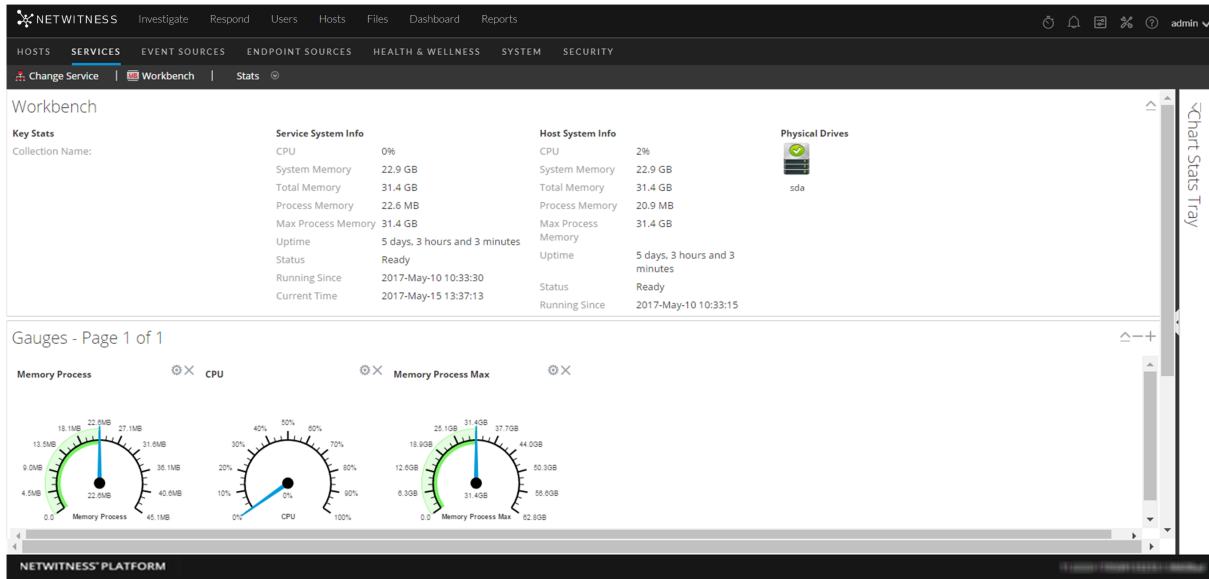 NETWITNESS Investigate Respond Users Hosts Files Dashboard Reports admin
HOSTS SERVICES EVENT SOURCES ENDPOINT SOURCES HEALTH & WELLNESS SYSTEM SECURITY
Change Service | MB Workbench | Stats
Workbench
Key Stats
Collection Name:
Service System Info
CPU 0%
System Memory 22.9 GB
Total Memory 31.4 GB
Process Memory 22.6 MB
Max Process Memory 31.4 GB
Uptime 5 days, 3 hours and 3 minutes
Status Ready
Running Since 2017-May-10 10:33:30
Current Time 2017-May-15 13:37:13
Host System Info
CPU 2%
System Memory 22.9 GB
Total Memory 31.4 GB
Process Memory 20.9 MB
Max Process 31.4 GB
Memory
Uptime 5 days, 3 hours and 3
minutes
Status Ready
Running Since 2017-May-10 10:33:15
Physical Drives
sda
Chart Stats Tray
Gauges - Page 1 of 1
Memory Process
22.6MB
18.1MB 27.1MB
13.5MB 31.6MB
9.0MB 36.1MB
4.5MB 22.6MB 40.6MB
0.0 Memory Process 45.1MB
CPU
50%
40% 60%
30% 70%
20% 80%
10% 0% 90%
0% CPU 100%
Memory Process Max
31.4GB
25.1GB 37.7GB
18.9GB 44.0GB
12.6GB 50.3GB
6.3GB 31.4GB 56.6GB
0.0 Memory Process Max 62.8GB
NETWITNESS PLATFORM